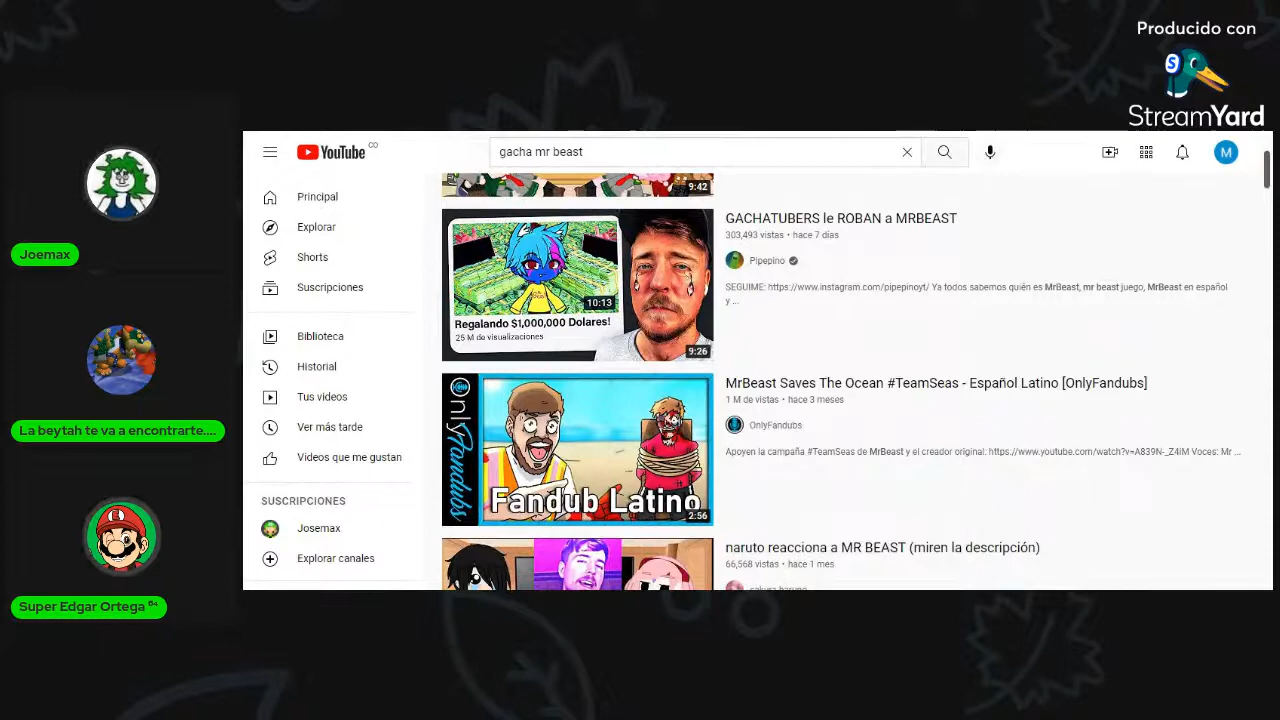 Producido con
StreamYard
Joemax
La beytah te va a encontrarte....
Super Edgar Ortega ⁶⁴
YouTube CO
gacha mr beast
M
Principal
Explorar
Shorts
Suscripciones
Biblioteca
Historial
Tus videos
Ver más tarde
Videos que me gustan
SUSCRIPCIONES
Josemax
Explorar canales
9:42
10:13
Regalando $1,000,000 Dolares!
25 M de visualizaciones
9:26
GACHATUBERS le ROBAN a MRBEAST
303,493 vistas • hace 7 días
Pipepino
SEGUIME: https://www.instagram.com/pipepinoyt/ Ya todos sabemos quién es MrBeast, mr beast juego, MrBeast en español
y ...
OnlyFandubs
Fandub Latino
2:56
MrBeast Saves The Ocean #TeamSeas - Español Latino [OnlyFandubs]
1 M de vistas • hace 3 meses
OnlyFandubs
Apoyen la campaña #TeamSeas de MrBeast y el creador original: https://www.youtube.com/watch?v=A839N-_Z4iM Voces: Mr ...
naruto reacciona a MR BEAST (miren la descripción)
66,568 vistas • hace 1 mes